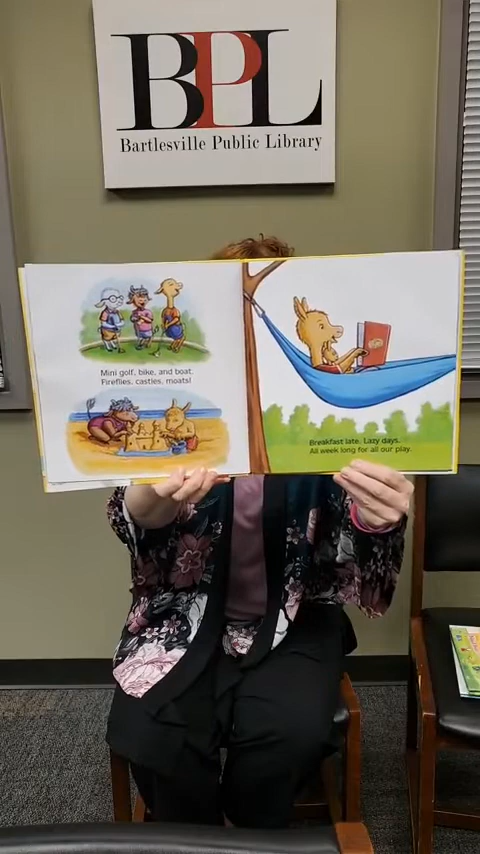 BPL
Bartlesville Public Library
Mini golf, bike, and boat.
Fireflies, castles, moats!
Breakfast late. Lazy days.
All week long for all our play.